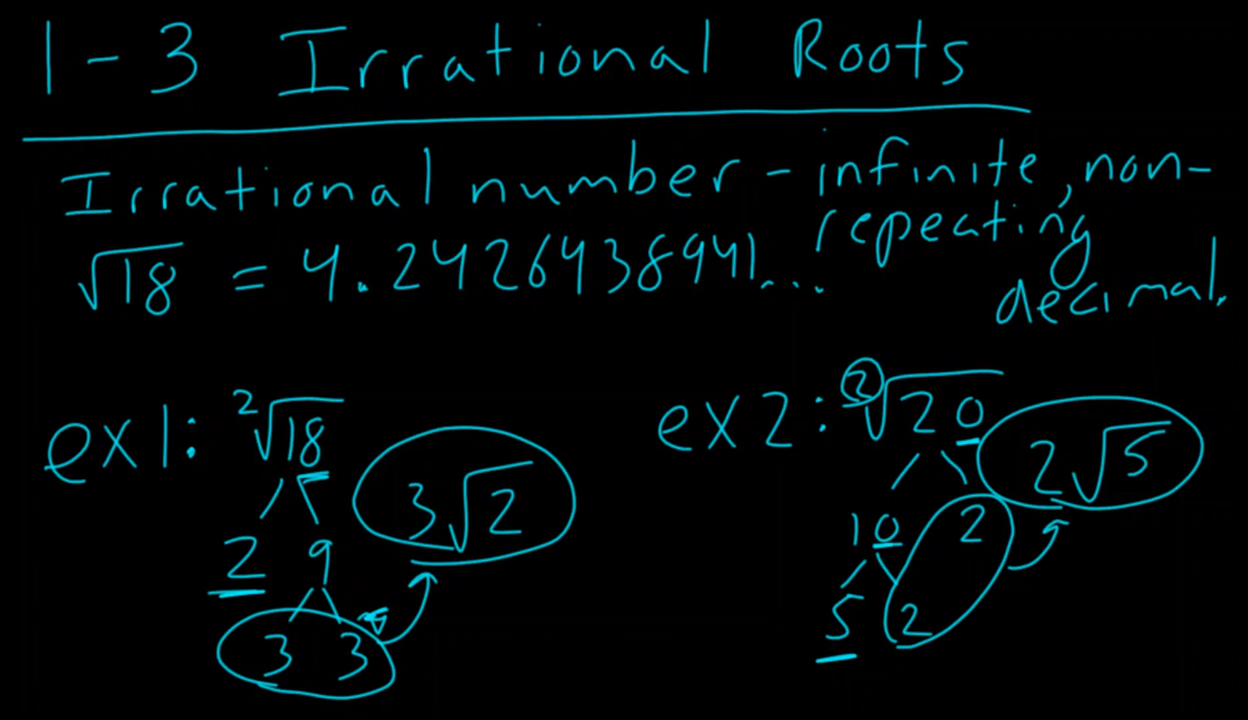 1-3 Irrational Roots
Irrational number - infinite, non-
repeating
√18 = 4.2426438941...
decimal.
ex1: ²√18
ex2: ②√20
3√2
2√5
2 9
10 2
3 3
5 2